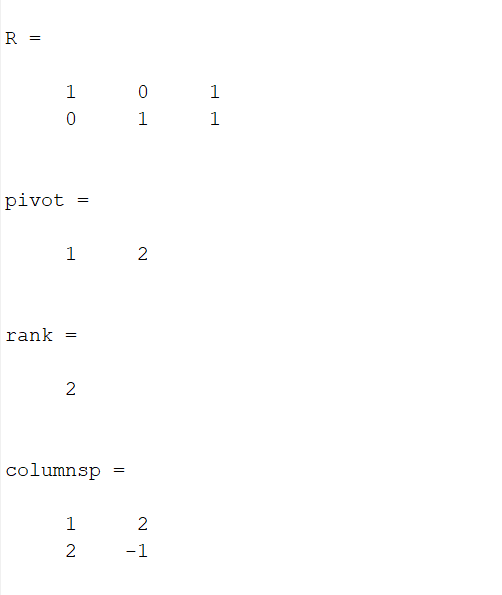 R =
1 0 1
0 1 1
pivot =
1 2
rank =
2
columnsp =
1 2
2 -1